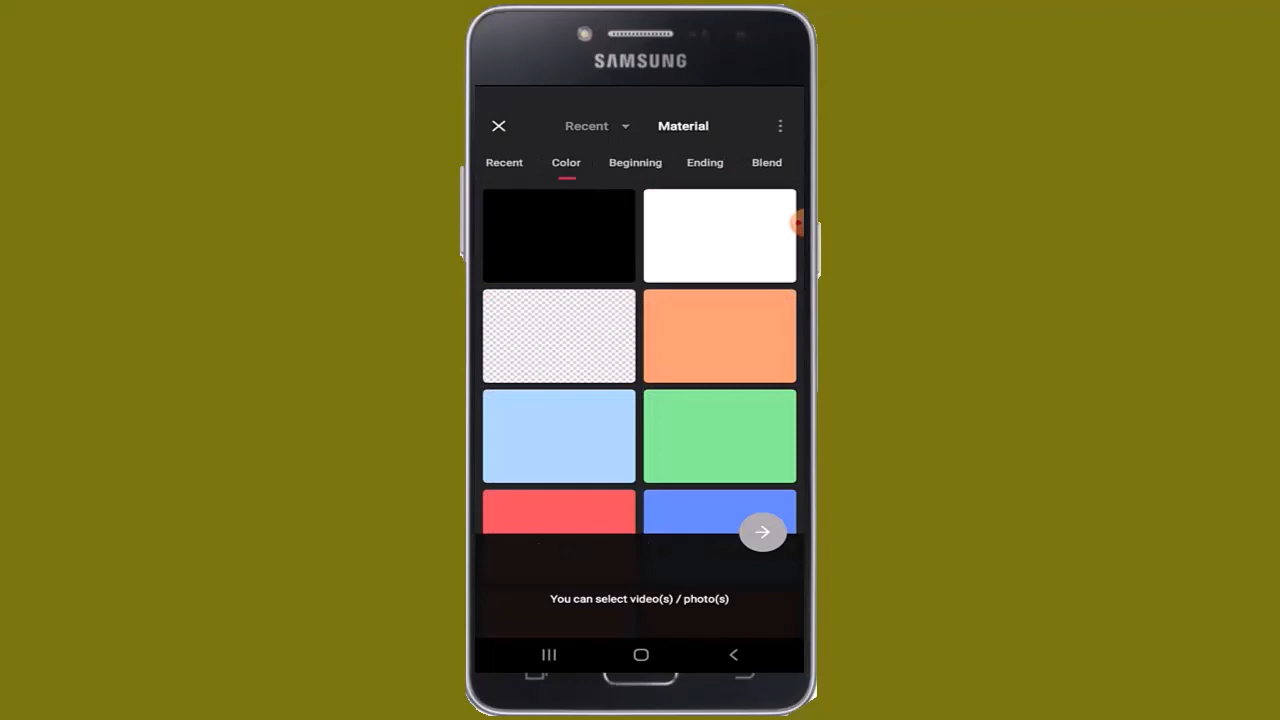 SAMSUNG
Recent Material
Recent Color Beginning Ending Blend
You can select video(s) / photo(s)